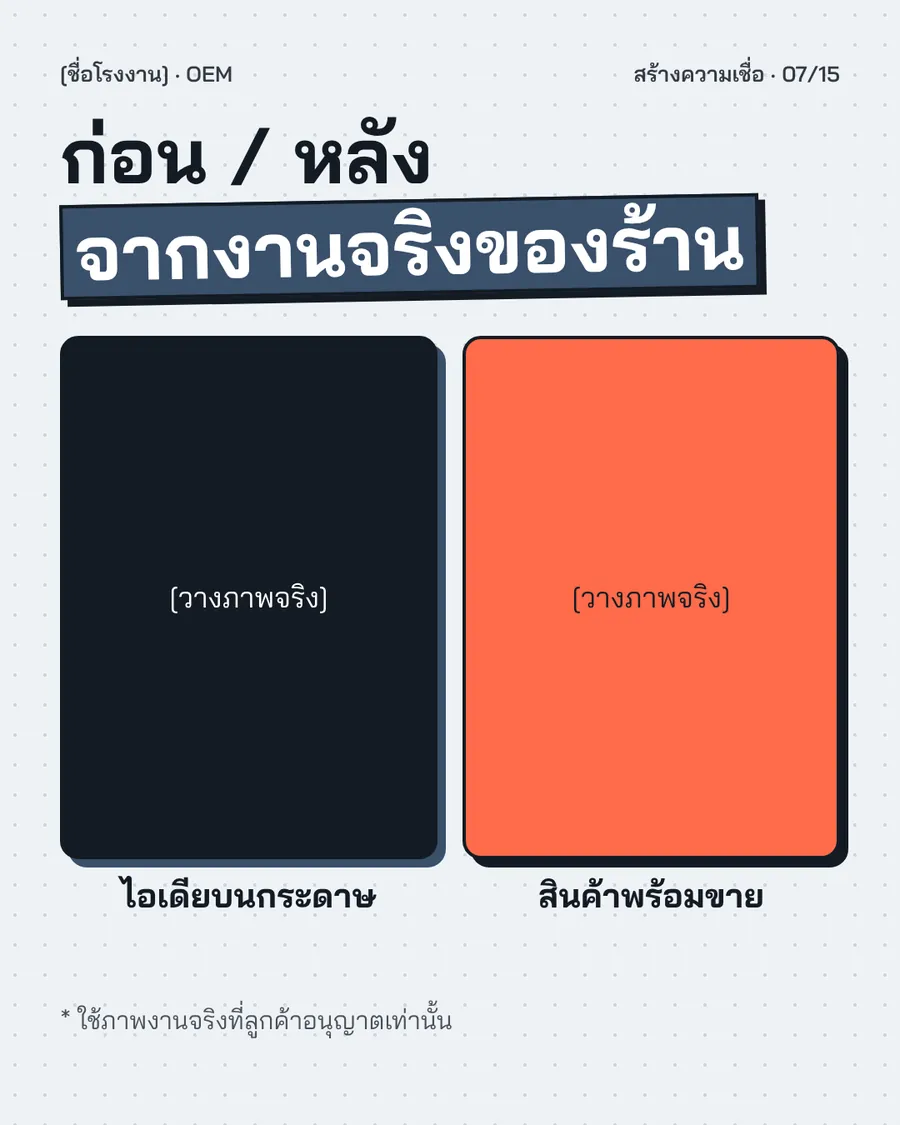 [ชื่อโรงงาน] · OEM
สร้างความเชื่อ · 07/15
ก่อน / หลัง
จากงานจริงของร้าน
[วางภาพจริง]
[วางภาพจริง]
ไอเดียบนกระดาษ
สินค้าพร้อมขาย
* ใช้ภาพงานจริงที่ลูกค้าอนุญาตเท่านั้น